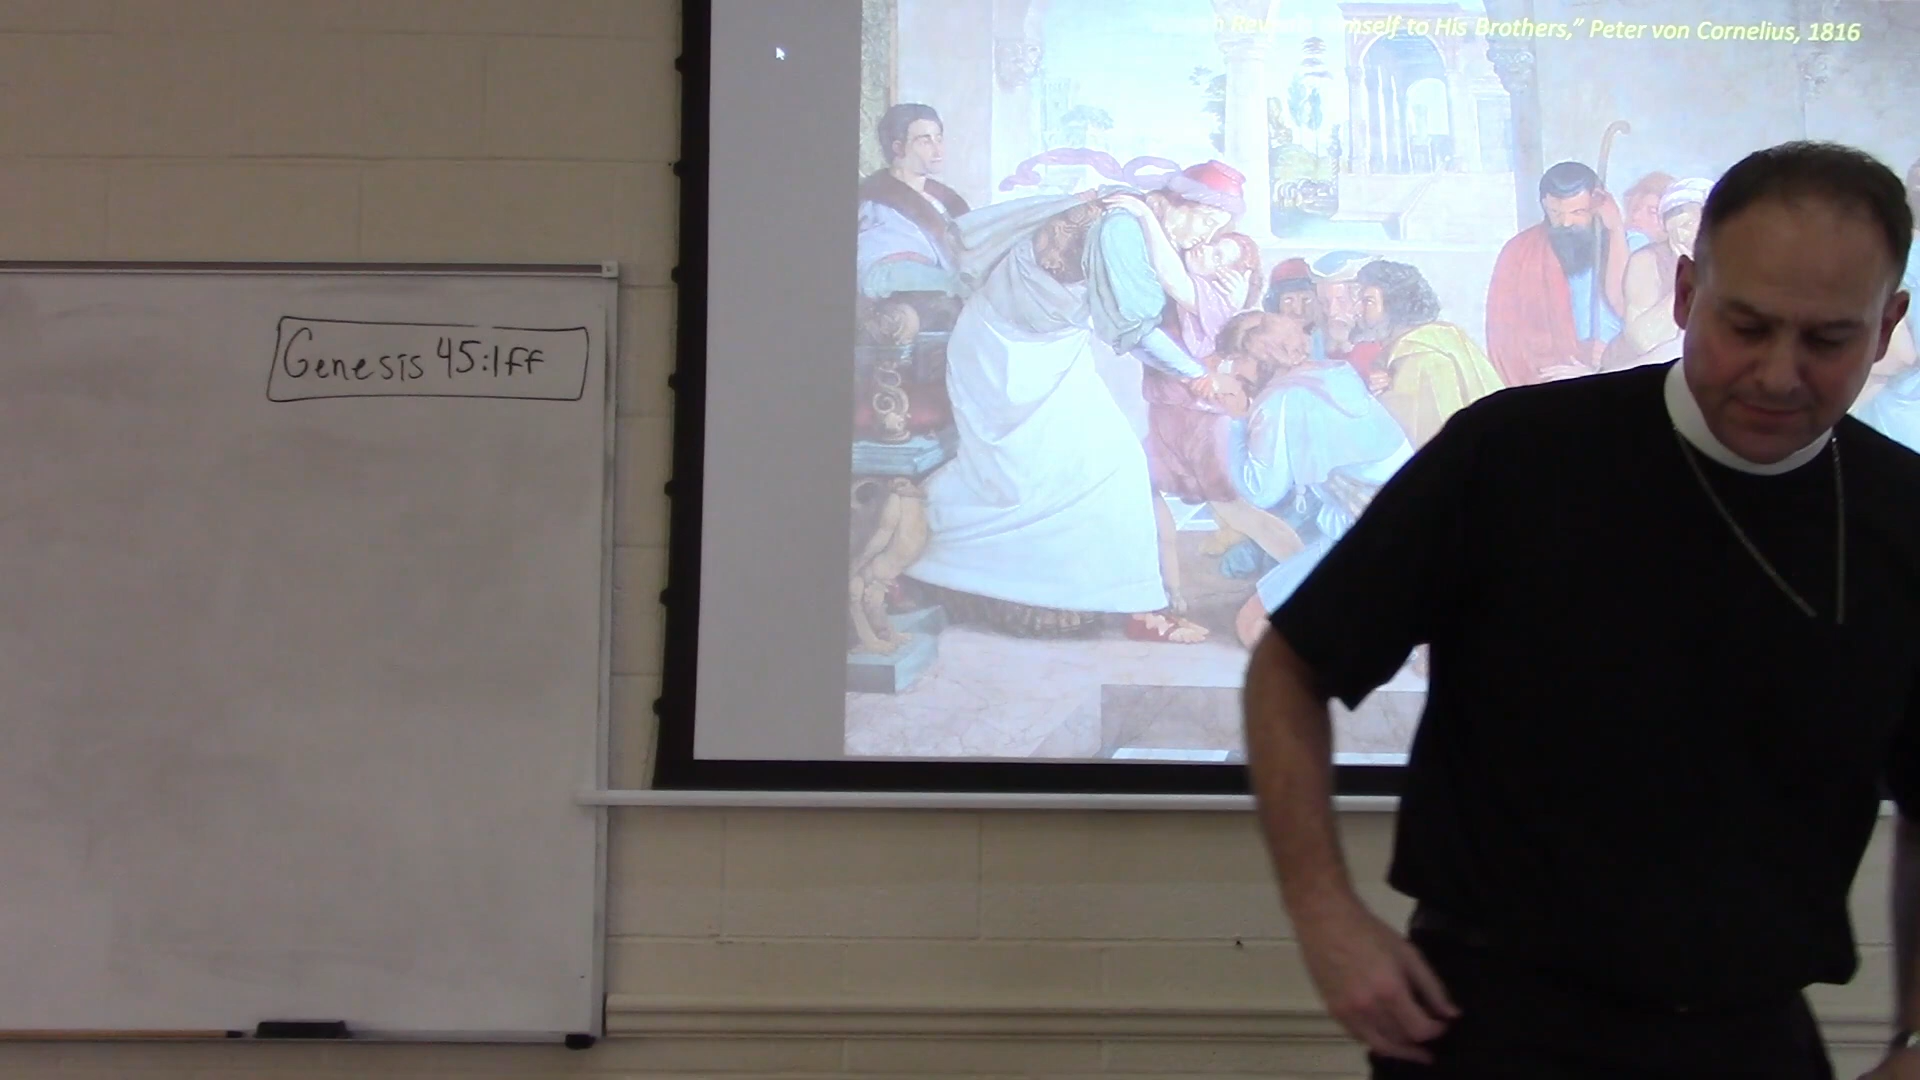 Himself to His Brothers,” Peter von Cornelius, 1816
Genesis 45:1ff